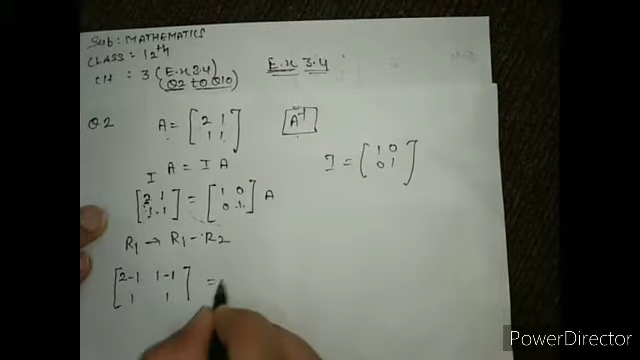 Sub: MATHEMATICS
CLASS = 12th
CH : 3 (Ex 3.4) Ex 3.4
(Q2 to Q10)
Q2 A = [2 1 A⁻¹
1 1]
I A = I A I = [1 0
0 1]
[2 1 = [1 0 A
1 1] 0 1]
R1 → R1 - R2
[2-1 1-1 =
1 1]
PowerDirector